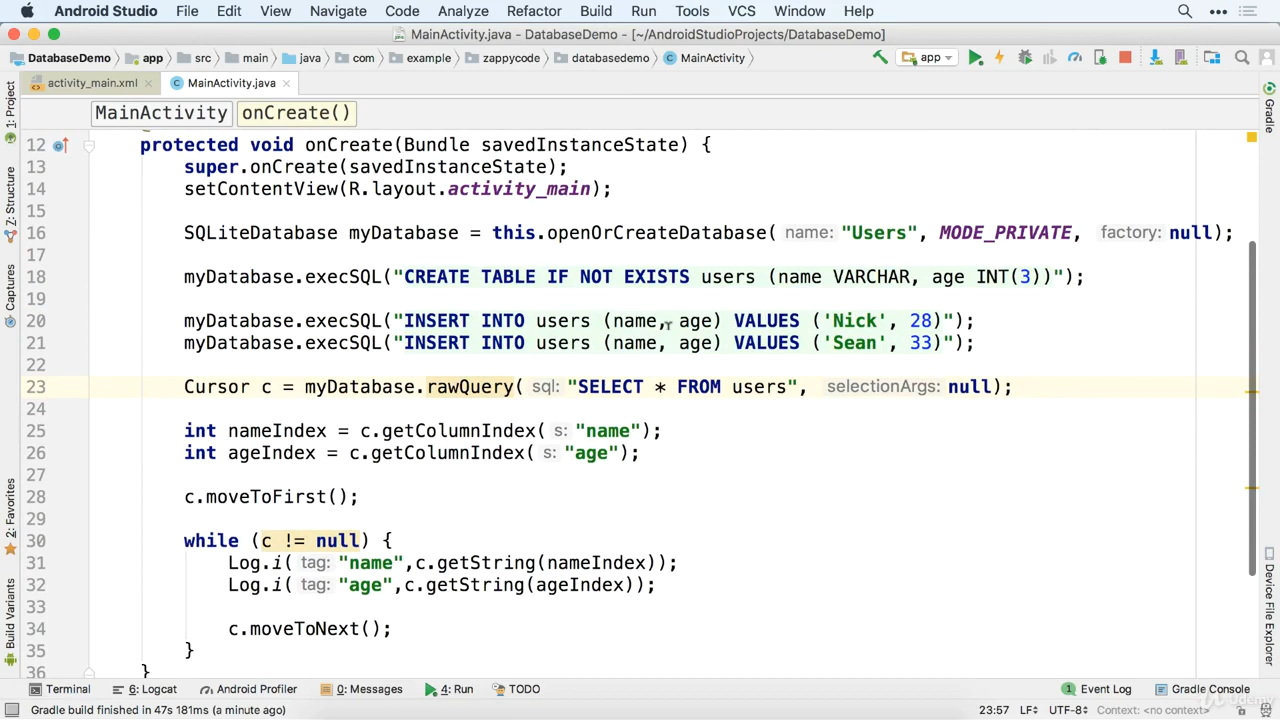 Android Studio File Edit View Navigate Code Analyze Refactor Build Run Tools VCS Window Help
MainActivity.java - DatabaseDemo [~/AndroidStudioProjects/DatabaseDemo]
DatabaseDemo app src main java com example zappycode databasedemo MainActivity app
activity_main.xml MainActivity.java
MainActivity onCreate()
12 protected void onCreate(Bundle savedInstanceState) {
13 super.onCreate(savedInstanceState);
14 setContentView(R.layout.activity_main);
15
16 SQLiteDatabase myDatabase = this.openOrCreateDatabase( name: "Users", MODE_PRIVATE, factory: null);
17
18 myDatabase.execSQL("CREATE TABLE IF NOT EXISTS users (name VARCHAR, age INT(3))");
19
20 myDatabase.execSQL("INSERT INTO users (name, age) VALUES ('Nick', 28)");
21 myDatabase.execSQL("INSERT INTO users (name, age) VALUES ('Sean', 33)");
22
23 Cursor c = myDatabase.rawQuery( sql: "SELECT * FROM users", selectionArgs: null);
24
25 int nameIndex = c.getColumnIndex( s: "name");
26 int ageIndex = c.getColumnIndex( s: "age");
27
28 c.moveToFirst();
29
30 while (c != null) {
31 Log.i( tag: "name",c.getString(nameIndex));
32 Log.i( tag: "age",c.getString(ageIndex));
33
34 c.moveToNext();
35 }
36 }
1: Project
Z: Structure
Captures
2: Favorites
Build Variants
Gradle
Device File Explorer
Terminal 6: Logcat Android Profiler 0: Messages 4: Run TODO 1 Event Log Gradle Console
Gradle build finished in 47s 181ms (a minute ago) 23:57 LF UTF-8 Context: <no context>
Udemy